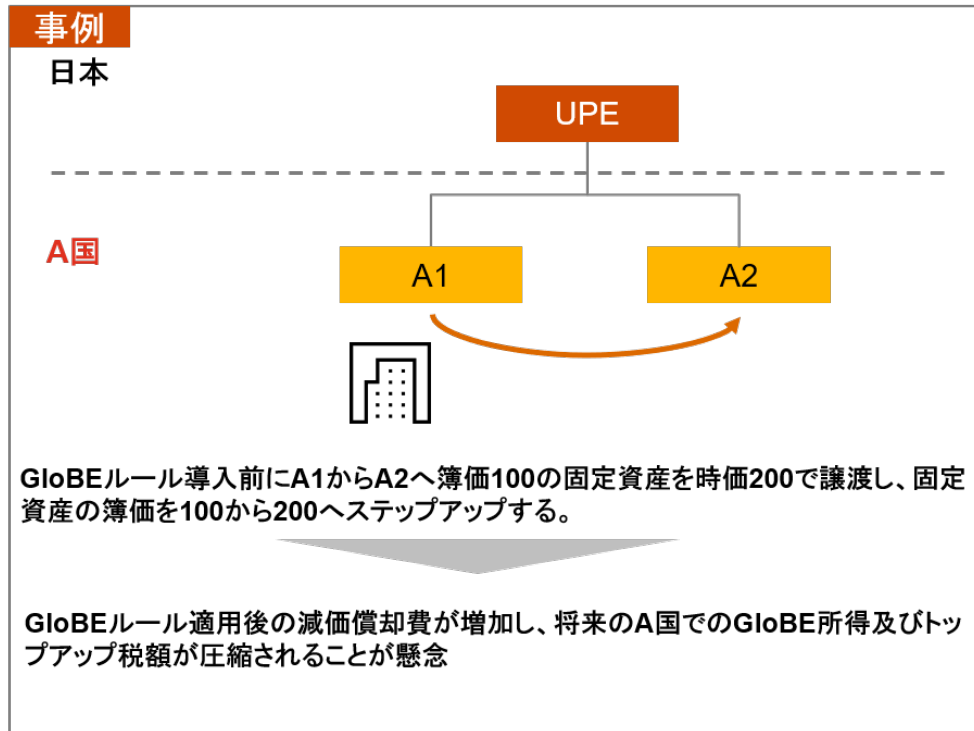 事例
日本
UPE
A国
A1
A2
GloBEルール導入前にA1からA2へ簿価100の固定資産を時価200で譲渡し、固定
資産の簿価を100から200へステップアップする。
GloBEルール適用後の減価償却費が増加し、将来のA国でのGloBE所得及びトッ
プアップ税額が圧縮されることが懸念